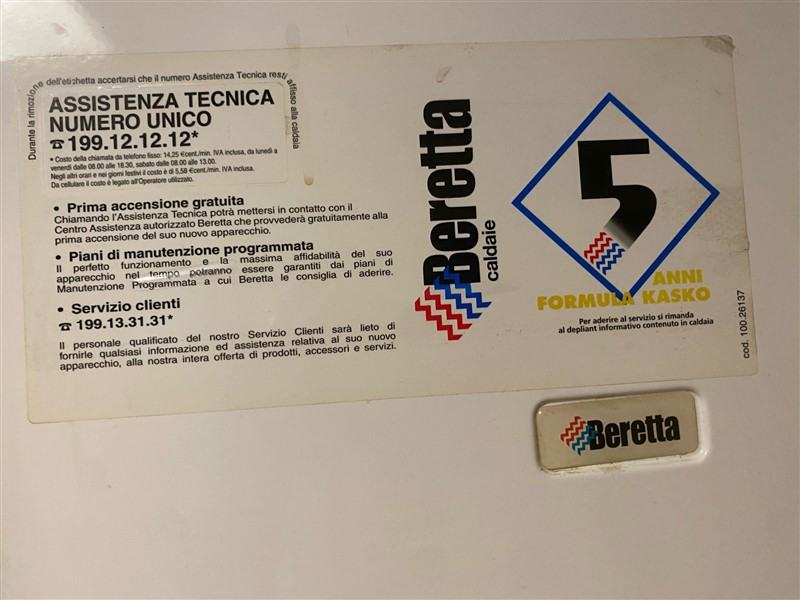 Durante la rimozione dell'etichetta accertarsi che il numero Assistenza Tecnica resti affisso alla caldaia
ASSISTENZA TECNICA
NUMERO UNICO
☎ 199.12.12.12*
* Costo della chiamata da telefono fisso: 14,25 €cent./min. IVA inclusa, da lunedì a
venerdì dalle 08.00 alle 18.30, sabato dalle 08.00 alle 13.00.
Negli altri orari e nei giorni festivi il costo è di 5,58 €cent./min. IVA inclusa.
Da cellulare il costo è legato all'Operatore utilizzato.
• Prima accensione gratuita
Chiamando l'Assistenza Tecnica potrà mettersi in contatto con il
Centro Assistenza autorizzato Beretta che provvederà gratuitamente alla
prima accensione del suo nuovo apparecchio.
• Piani di manutenzione programmata
Il perfetto funzionamento e la massima affidabilità del suo
apparecchio nel tempo potranno essere garantiti dai piani di
Manutenzione Programmata a cui Beretta le consiglia di aderire.
• Servizio clienti
☎ 199.13.31.31*
Il personale qualificato del nostro Servizio Clienti sarà lieto di
fornirle qualsiasi informazione ed assistenza relativa al suo nuovo
apparecchio, alla nostra intera offerta di prodotti, accessori e servizi.
Beretta
caldaie
5
ANNI
FORMULA KASKO
Per aderire al servizio si rimanda
al depliant informativo contenuto in caldaia
cod. 100.26137
Beretta